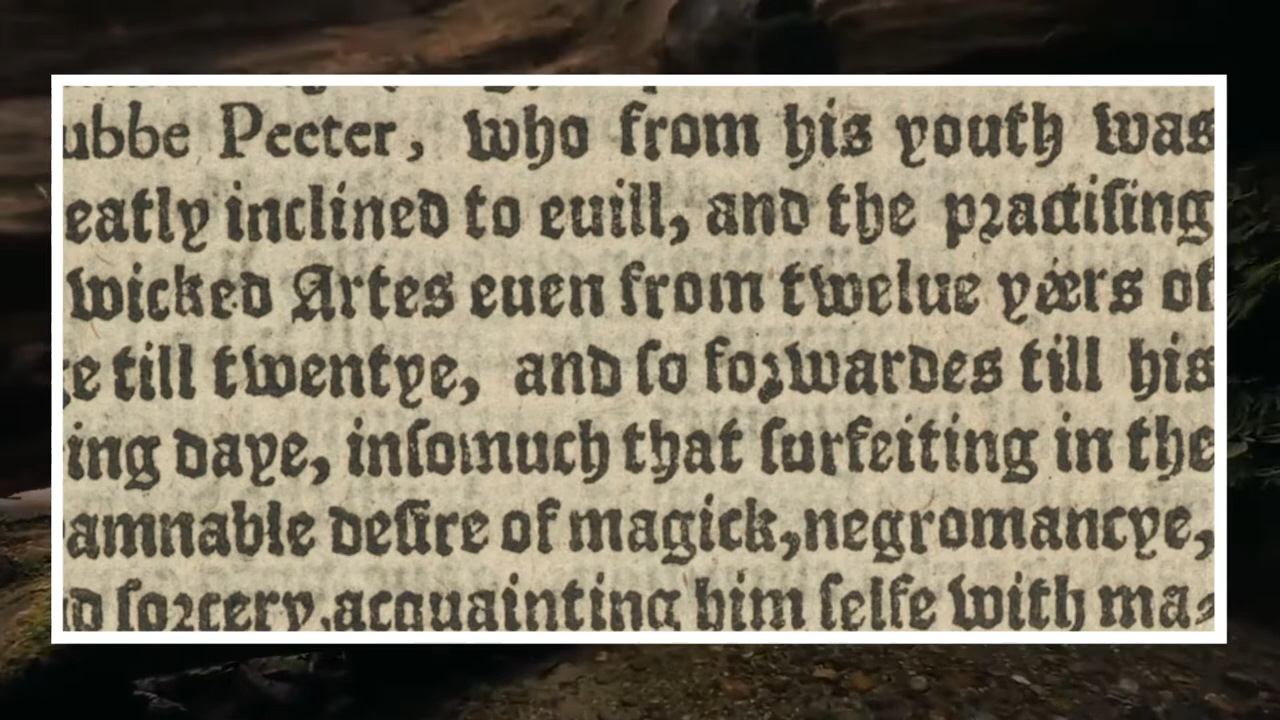 ubbe Peeter, who from his youth was
eatly inclined to euill, and the practiſing
wicked Artes euen from twelue yéers of
e till twentye, and ſo forwardes till his
ing daye, inſomuch that ſurfeiting in the
amnable deſire of magick,negromancye,
d ſorcery,acquainting him ſelfe with ma-